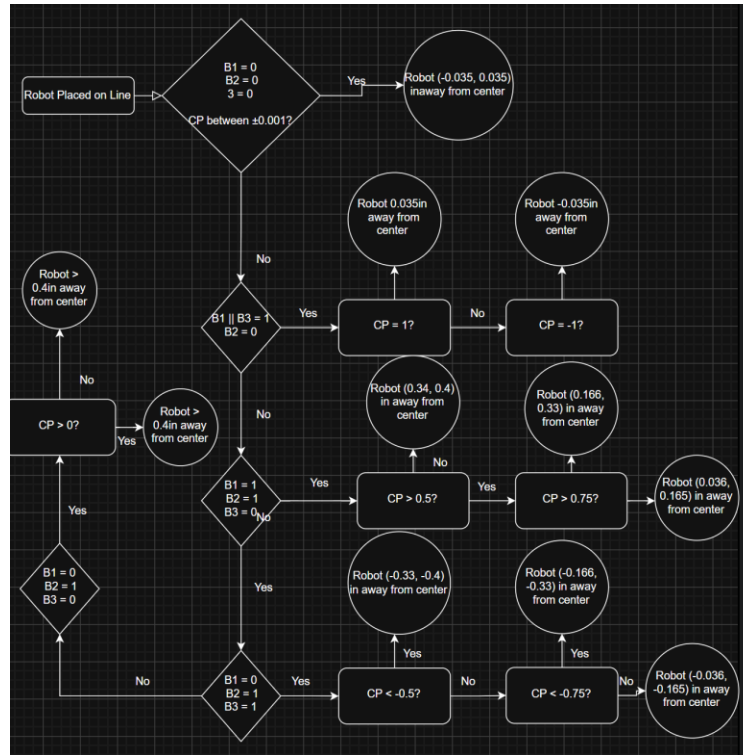 Robot Placed on Line
B1 = 0
B2 = 0
3 = 0
CP between ±0.001?
Yes
Robot (-0.035, 0.035)
inaway from center
No
Robot 0.035in
away from
center
Robot -0.035in
away from
center
B1 || B3 = 1
B2 = 0
Yes
CP = 1?
No
CP = -1?
Robot >
0.4in away
from center
No
CP > 0?
Yes
Robot >
0.4in away
from center
No
Robot (0.34, 0.4)
in away from
center
Robot (0.166,
0.33) in away
from center
B1 = 1
B2 = 1
B3 = 0
No
Yes
CP > 0.5?
No
Yes
CP > 0.75?
Robot (0.036,
0.165) in away
from center
Yes
B1 = 0
B2 = 1
B3 = 0
Yes
Robot (-0.33, -0.4)
in away from center
Robot (-0.166,
-0.33) in away
from center
No
B1 = 0
B2 = 1
B3 = 1
Yes
CP < -0.5?
Yes
No
CP < -0.75?
Yes
No
Robot (-0.036,
-0.165) in away
from center